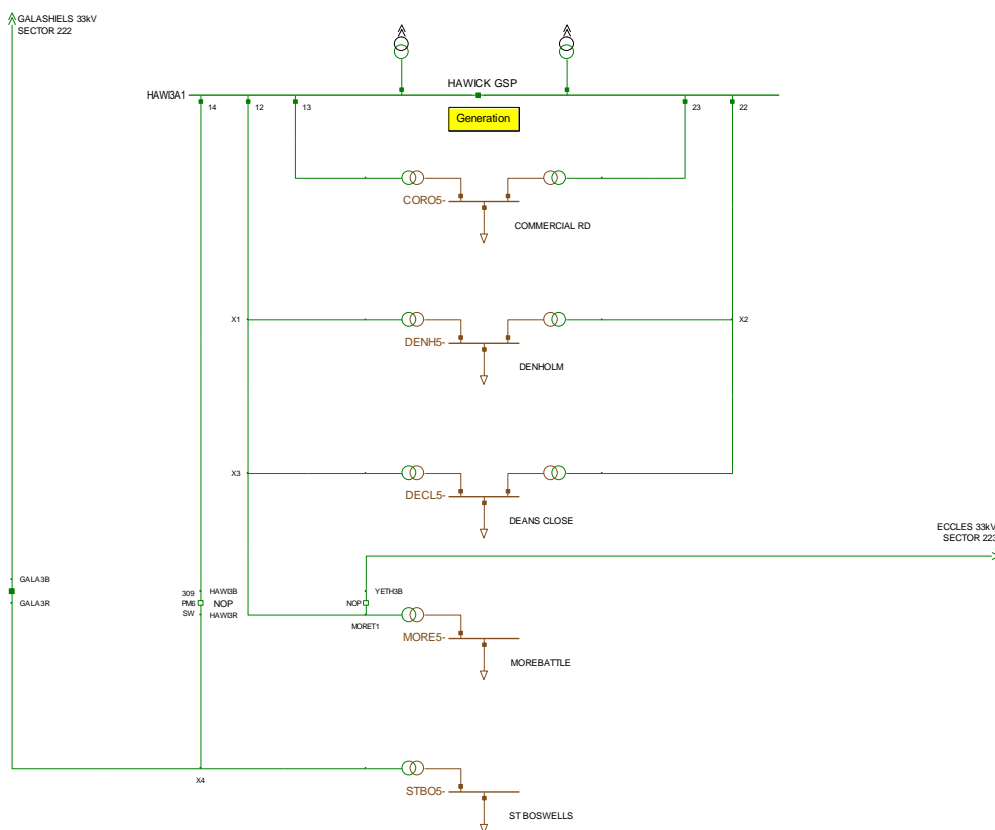 GALASHIELS 33kV
SECTOR 222
HAWICK GSP
HAWI3A1
14
12
13
23
22
Generation
CORO5-
COMMERCIAL RD
X1
X2
DENH5-
DENHOLM
X3
DECL5-
DEANS CLOSE
ECCLES 33kV
SECTOR 223
GALA3B
GALA3R
309
PM6
SW
HAWI3B
NOP
HAWI3R
YETH3B
NOP
MORET1
MORE5-
MOREBATTLE
X4
STBO5-
ST BOSWELLS